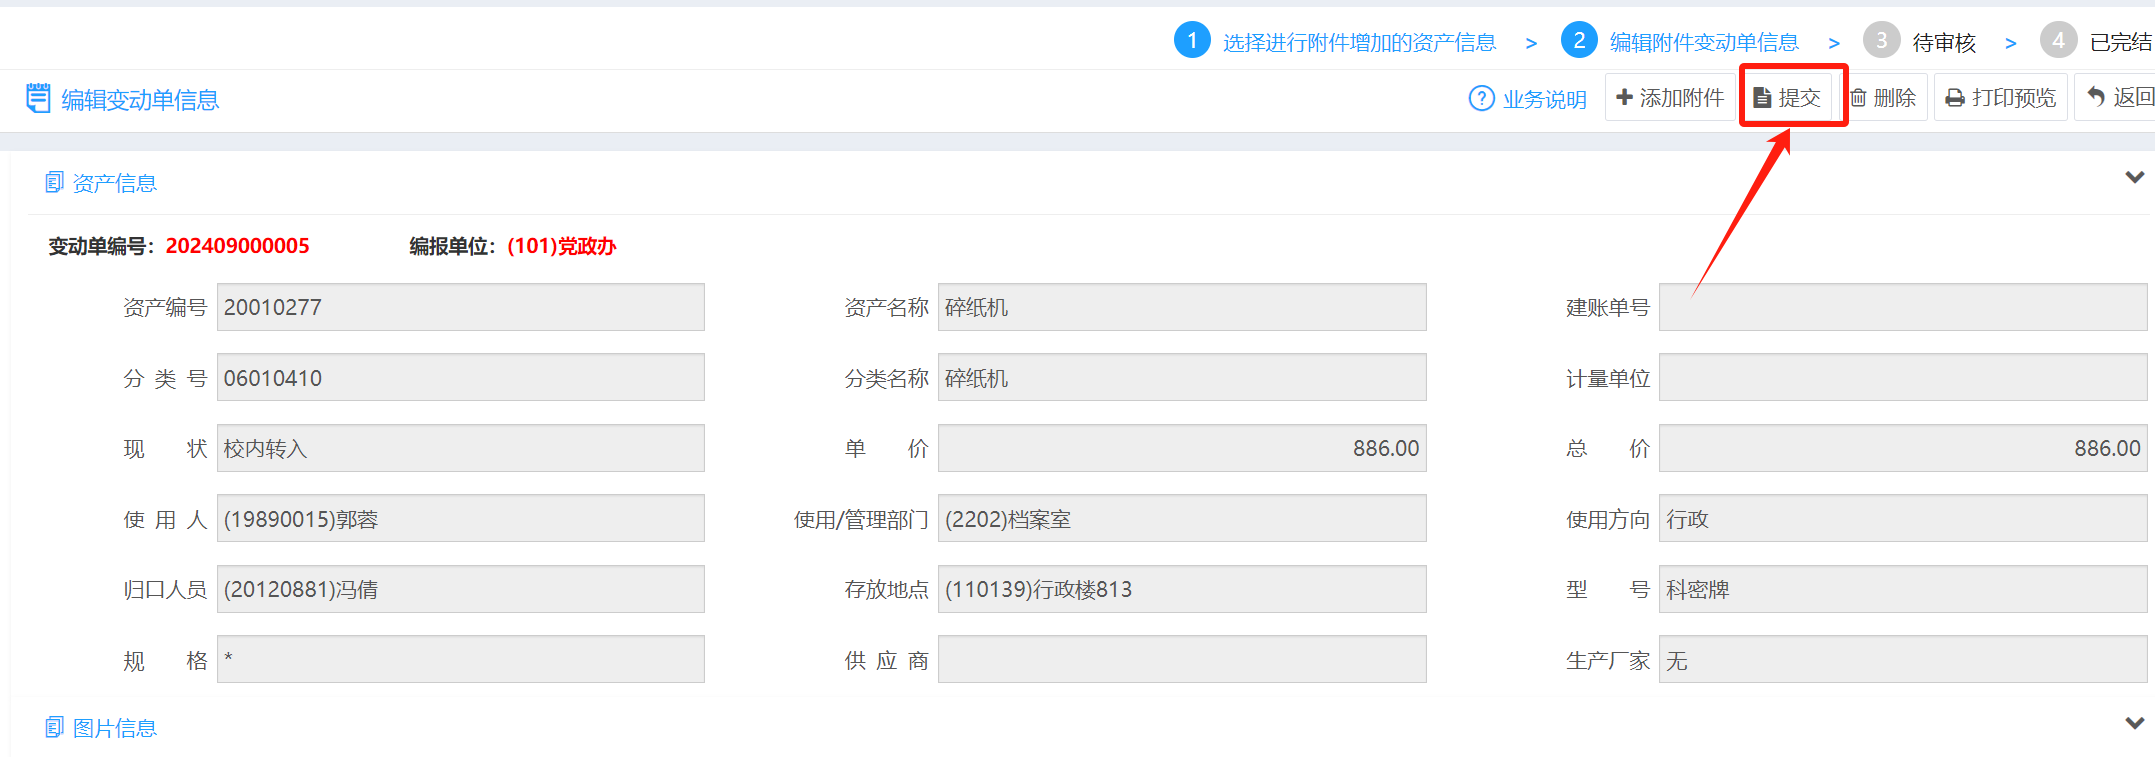 1 选择进行附件增加的资产信息 > 2 编辑附件变动单信息 > 3 待审核 > 4 已完结
编辑变动单信息 业务说明 添加附件 提交 删除 打印预览 返回
资产信息
变动单编号：202409000005 编报单位：(101)党政办
资产编号 20010277 资产名称 碎纸机 建账单号
分类号 06010410 分类名称 碎纸机 计量单位
现状 校内转入 单价 886.00 总价 886.00
使用人 (19890015)郭蓉 使用/管理部门 (2202)档案室 使用方向 行政
归口人员 (20120881)冯倩 存放地点 (110139)行政楼813 型号 科密牌
规格 * 供应商 生产厂家 无
图片信息